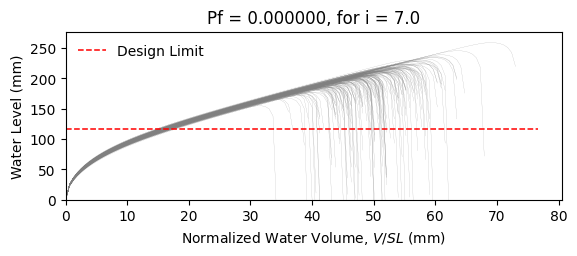 Pf = 0.000000, for i = 7.0
Design Limit
Water Level (mm)
250
200
150
100
50
0
0 10 20 30 40 50 60 70 80
Normalized Water Volume, V/SL (mm)